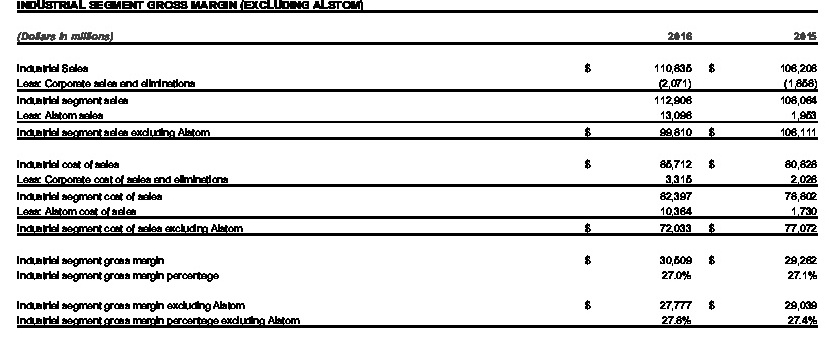 INDUSTRIAL SEGMENT GROSS MARGIN (EXCLUDING ALSTOM)
(Dollars in millions) 2016 2015
Industrial Sales $ 110,835 $ 106,206
Less: Corporate sales and eliminations (2,071) (1,858)
Industrial segment sales 112,906 108,064
Less: Alstom sales 13,096 1,953
Industrial segment sales excluding Alstom $ 99,810 $ 106,111
Industrial cost of sales $ 85,712 $ 80,828
Less: Corporate cost of sales and eliminations 3,315 2,026
Industrial segment cost of sales 82,397 78,802
Less: Alstom cost of sales 10,364 1,730
Industrial segment cost of sales excluding Alstom $ 72,033 $ 77,072
Industrial segment gross margin $ 30,509 $ 29,262
Industrial segment gross margin percentage 27.0% 27.1%
Industrial segment gross margin excluding Alstom $ 27,777 $ 29,039
Industrial segment gross margin percentage excluding Alstom 27.8% 27.4%